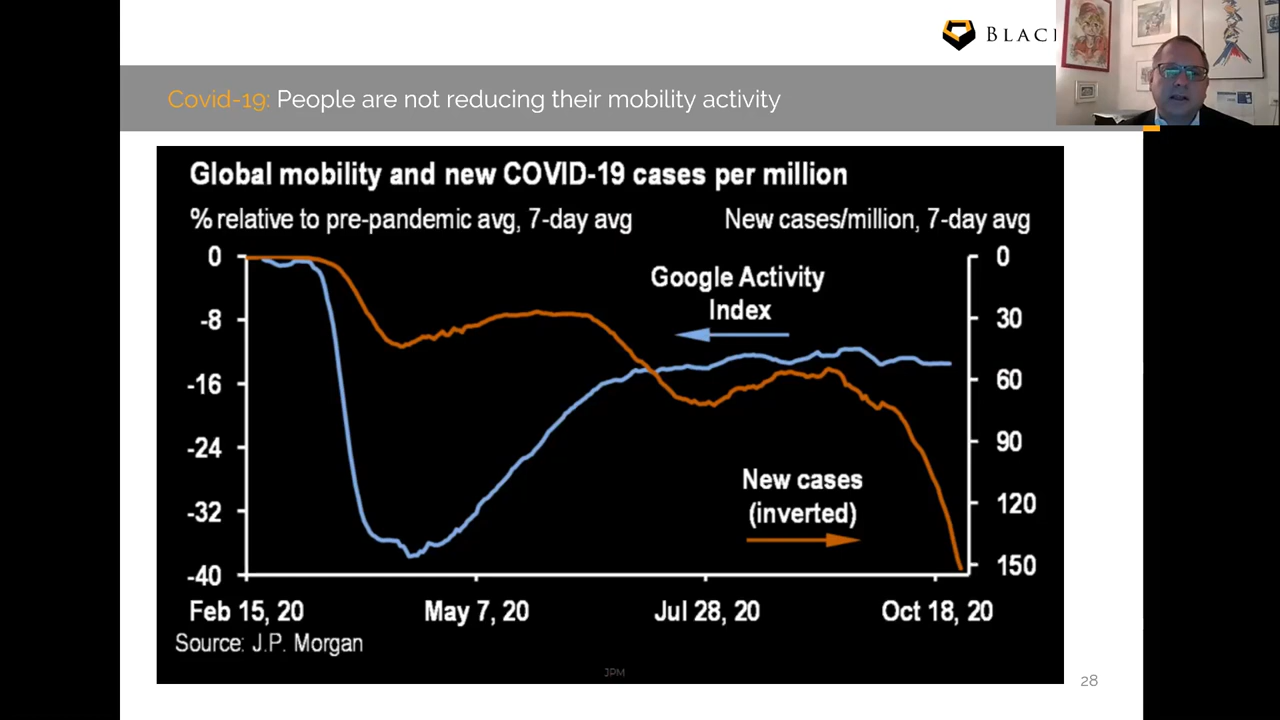 BLACK
Covid-19: People are not reducing their mobility activity
Global mobility and new COVID-19 cases per million
% relative to pre-pandemic avg, 7-day avg
New cases/million, 7-day avg
0
0
Google Activity
Index
-8
30
-16
60
-24
90
New cases
(inverted)
-32
120
-40
150
Feb 15, 20
May 7, 20
Jul 28, 20
Oct 18, 20
Source: J.P. Morgan
JPM
28